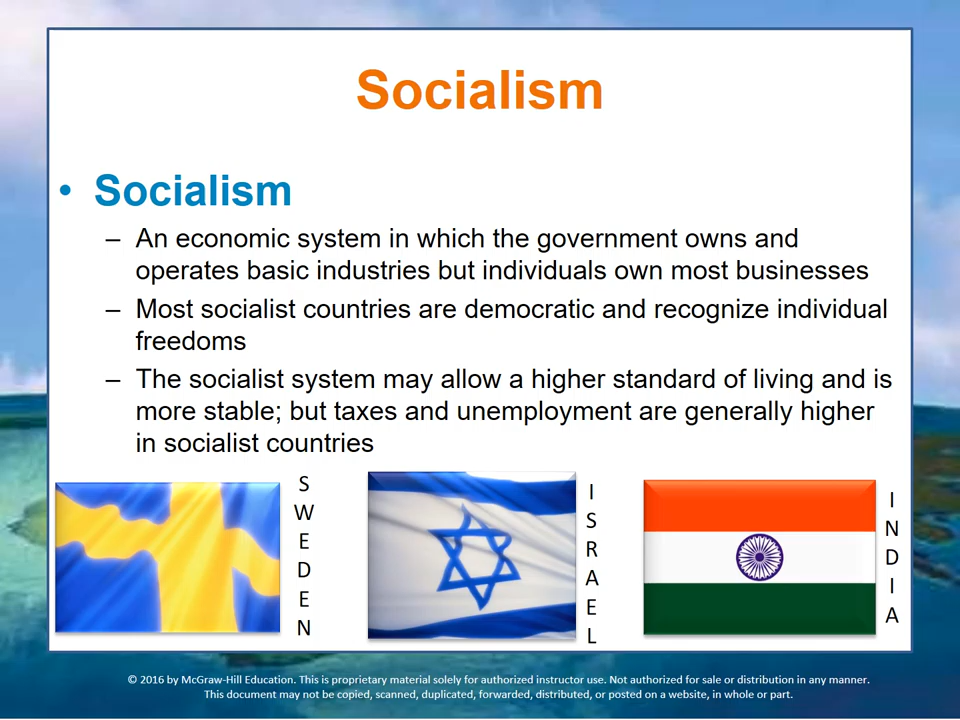 Socialism
• Socialism
– An economic system in which the government owns and
operates basic industries but individuals own most businesses
– Most socialist countries are democratic and recognize individual
freedoms
– The socialist system may allow a higher standard of living and is
more stable; but taxes and unemployment are generally higher
in socialist countries
S
W
E
D
E
N
I
S
R
A
E
L
I
N
D
I
A
© 2016 by McGraw-Hill Education. This is proprietary material solely for authorized instructor use. Not authorized for sale or distribution in any manner.
This document may not be copied, scanned, duplicated, forwarded, distributed, or posted on a website, in whole or part.